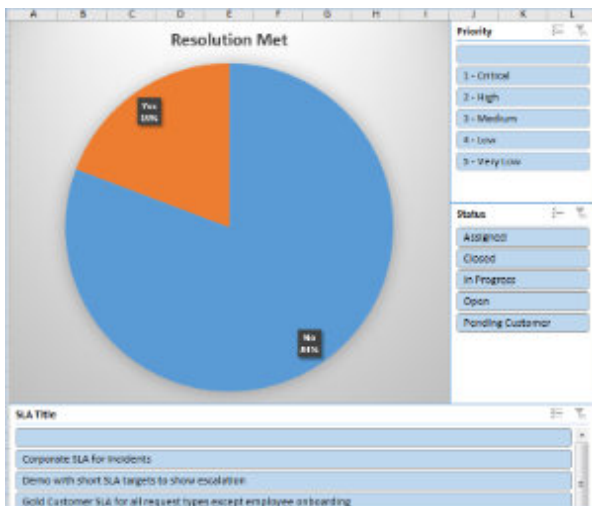 A B C D E F G H I J K L
Resolution Met
Yes
No
Priority
1 - Critical
2 - High
3 - Medium
4 - Low
5 - Very Low
Status
Assigned
Closed
In Progress
Open
Pending Customer
SLA Title
Corporate SLA for Incidents
Demo with short SLA targets to show escalation
Gold Customer SLA for all request types except employee onboarding